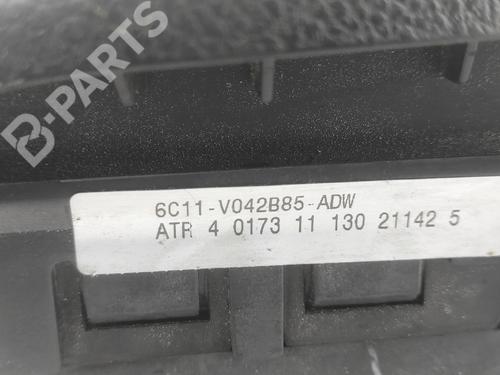 B-PARTS
6C11-V042B85-ADW
ATR 4 0173 11 130 21142 5